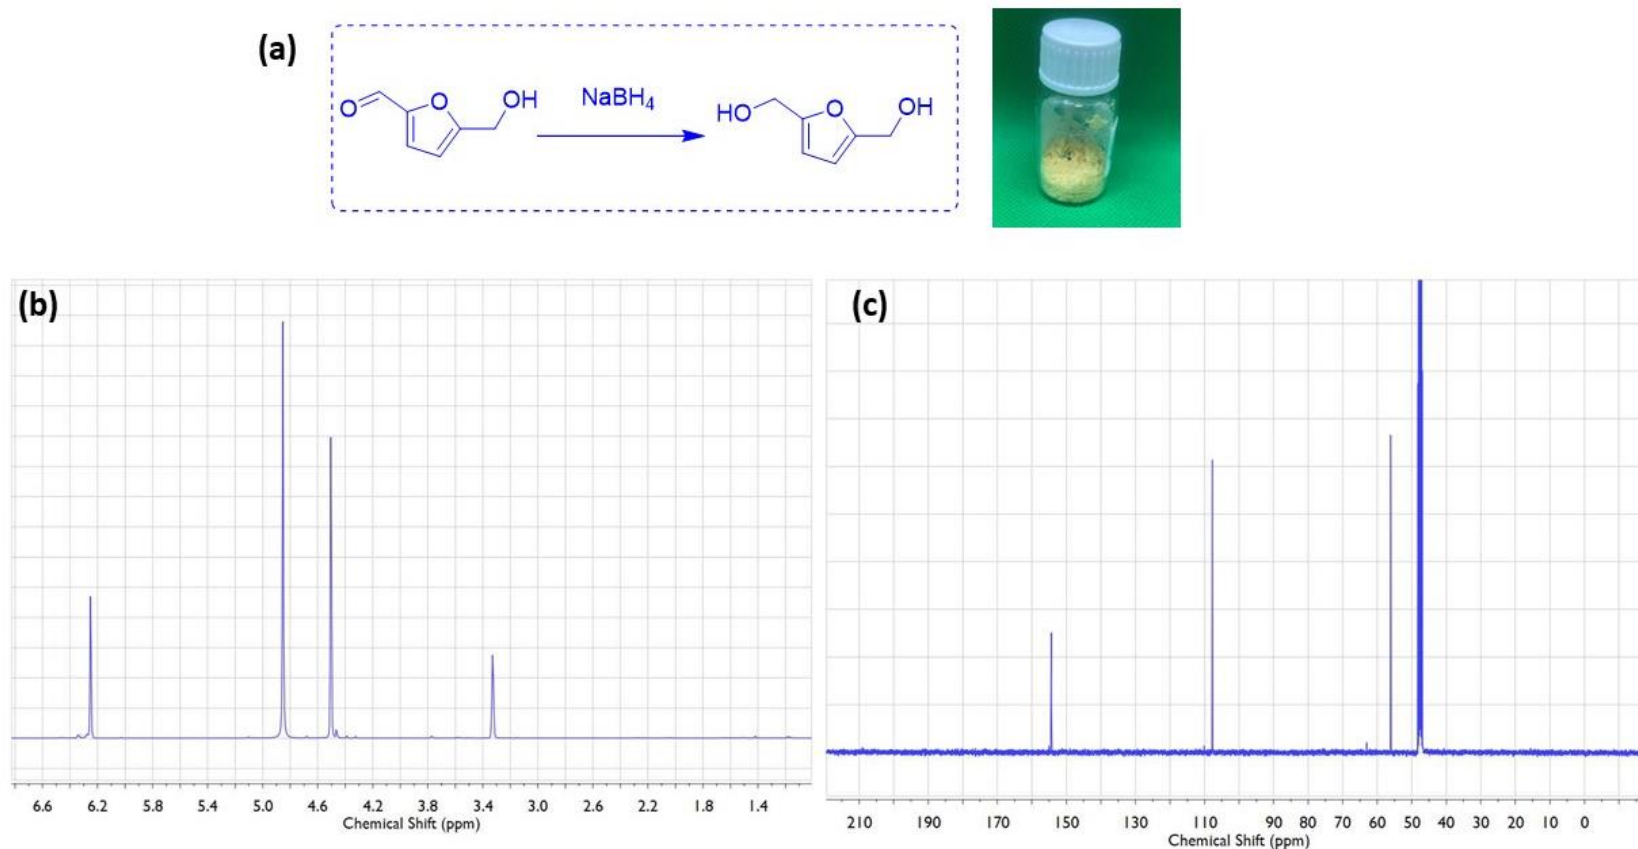 (a)
O
O
OH
NaBH4
HO
O
OH
(b)
6.6 6.2 5.8 5.4 5.0 4.6 4.2 3.8 3.4 3.0 2.6 2.2 1.8 1.4
Chemical Shift (ppm)
(c)
210 190 170 150 130 110 90 80 70 60 50 40 30 20 10 0
Chemical Shift (ppm)